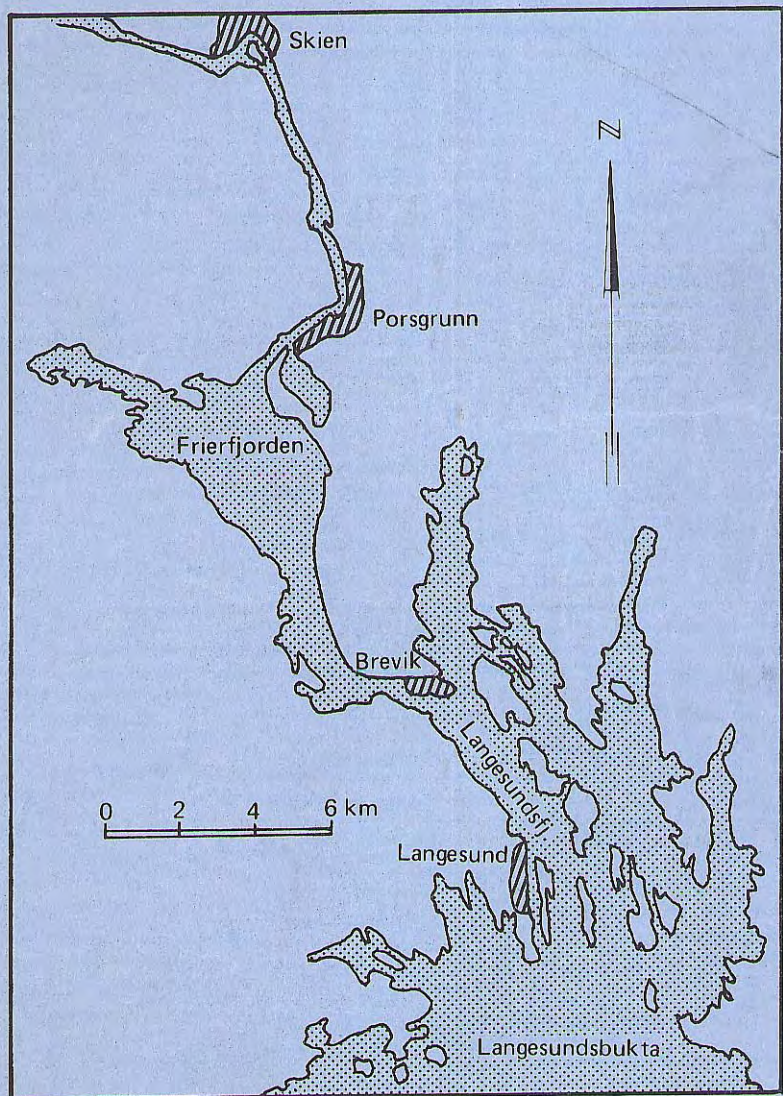 Skien
N
Porsgrunn
Frierfjorden
Brevik
Langesundsfj
0 2 4 6 km
Langesund
Langesundsbukta